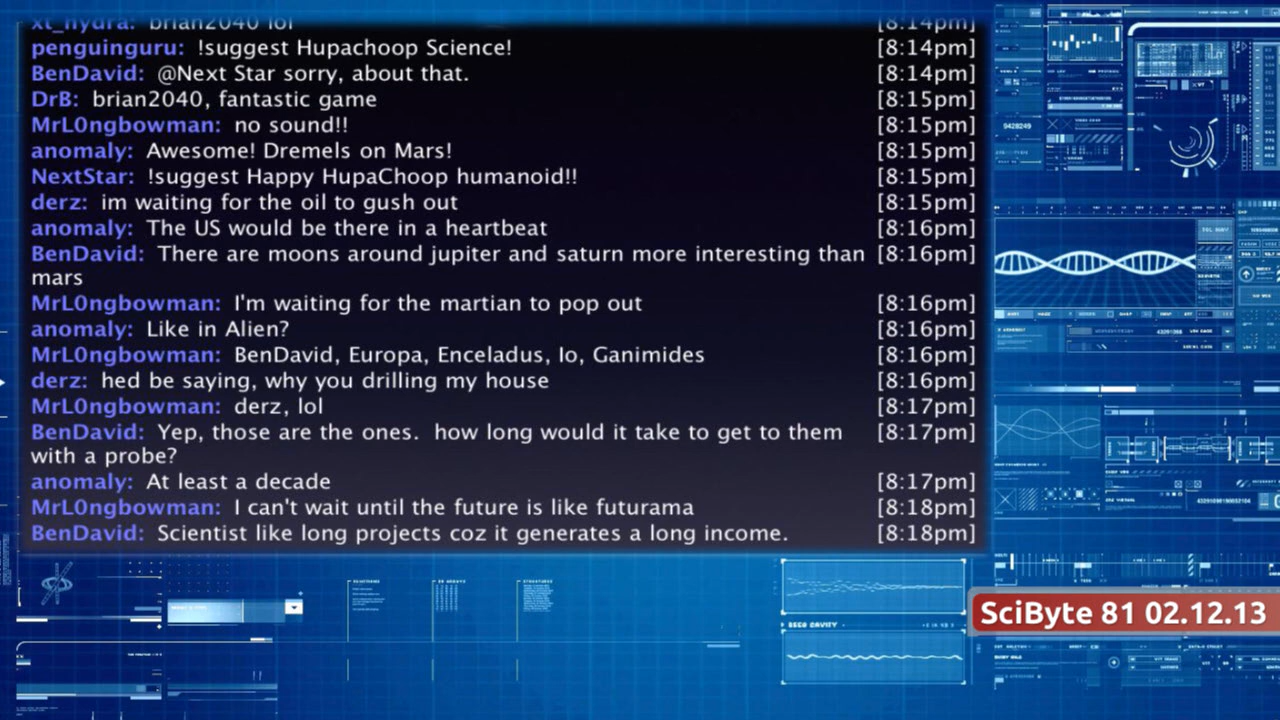 xt_hydra: brian2040 lol [8:14pm]
penguinguru: !suggest Hupachoop Science! [8:14pm]
BenDavid: @Next Star sorry, about that. [8:14pm]
DrB: brian2040, fantastic game [8:15pm]
MrL0ngbowman: no sound!! [8:15pm]
anomaly: Awesome! Dremels on Mars! [8:15pm]
NextStar: !suggest Happy HupaChoop humanoid!! [8:15pm]
derz: im waiting for the oil to gush out [8:15pm]
anomaly: The US would be there in a heartbeat [8:16pm]
BenDavid: There are moons around jupiter and saturn more interesting than [8:16pm]
mars
MrL0ngbowman: I'm waiting for the martian to pop out [8:16pm]
anomaly: Like in Alien? [8:16pm]
MrL0ngbowman: BenDavid, Europa, Enceladus, Io, Ganimides [8:16pm]
derz: hed be saying, why you drilling my house [8:16pm]
MrL0ngbowman: derz, lol [8:17pm]
BenDavid: Yep, those are the ones. how long would it take to get to them [8:17pm]
with a probe?
anomaly: At least a decade [8:17pm]
MrL0ngbowman: I can't wait until the future is like futurama [8:18pm]
BenDavid: Scientist like long projects coz it generates a long income. [8:18pm]
9428249
SciByte 81 02.12.13